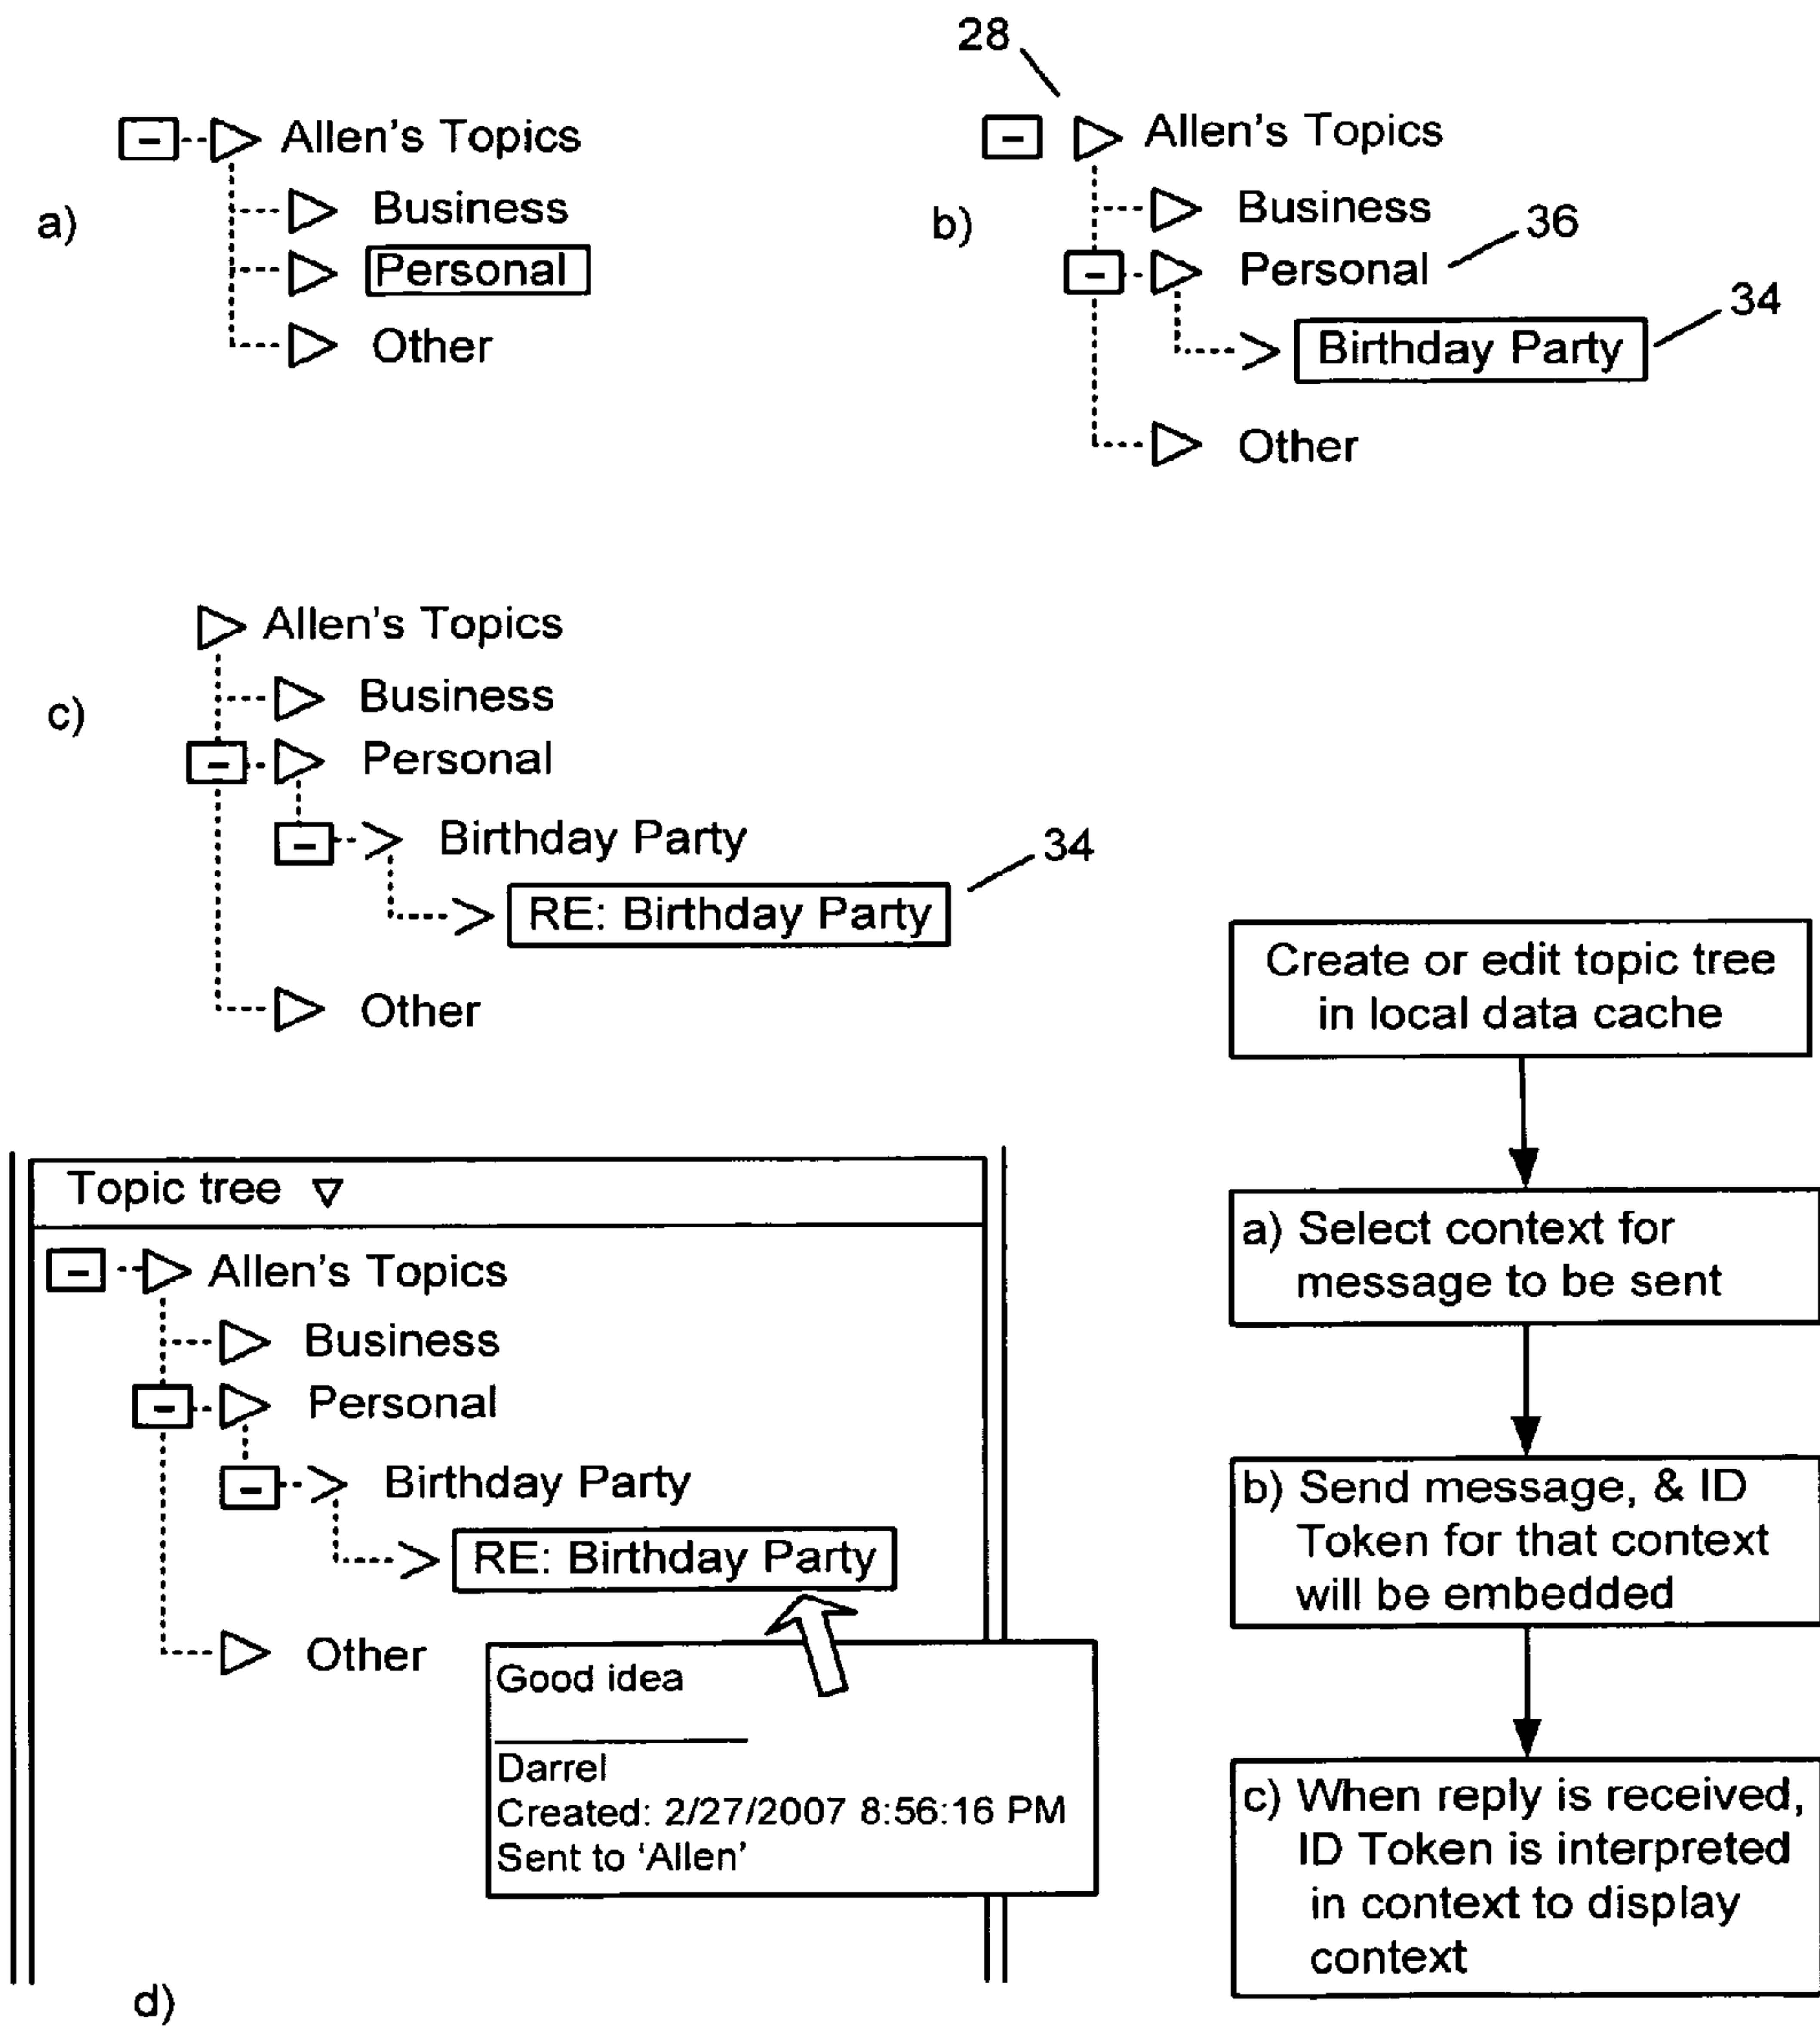 28
a)
Allen's Topics
Business
Personal
Other
b)
Allen's Topics
Business
Personal
36
34
Birthday Party
Other
c)
Allen's Topics
Business
Personal
Birthday Party
34
RE: Birthday Party
Other
Topic tree
Allen's Topics
Business
Personal
Birthday Party
RE: Birthday Party
Other
Good idea
Darrel
Created: 2/27/2007 8:56:16 PM
Sent to ‘Allen’
d)
Create or edit topic tree
in local data cache
a) Select context for
message to be sent
b) Send message, & ID
Token for that context
will be embedded
c) When reply is received,
ID Token is interpreted
in context to display
context